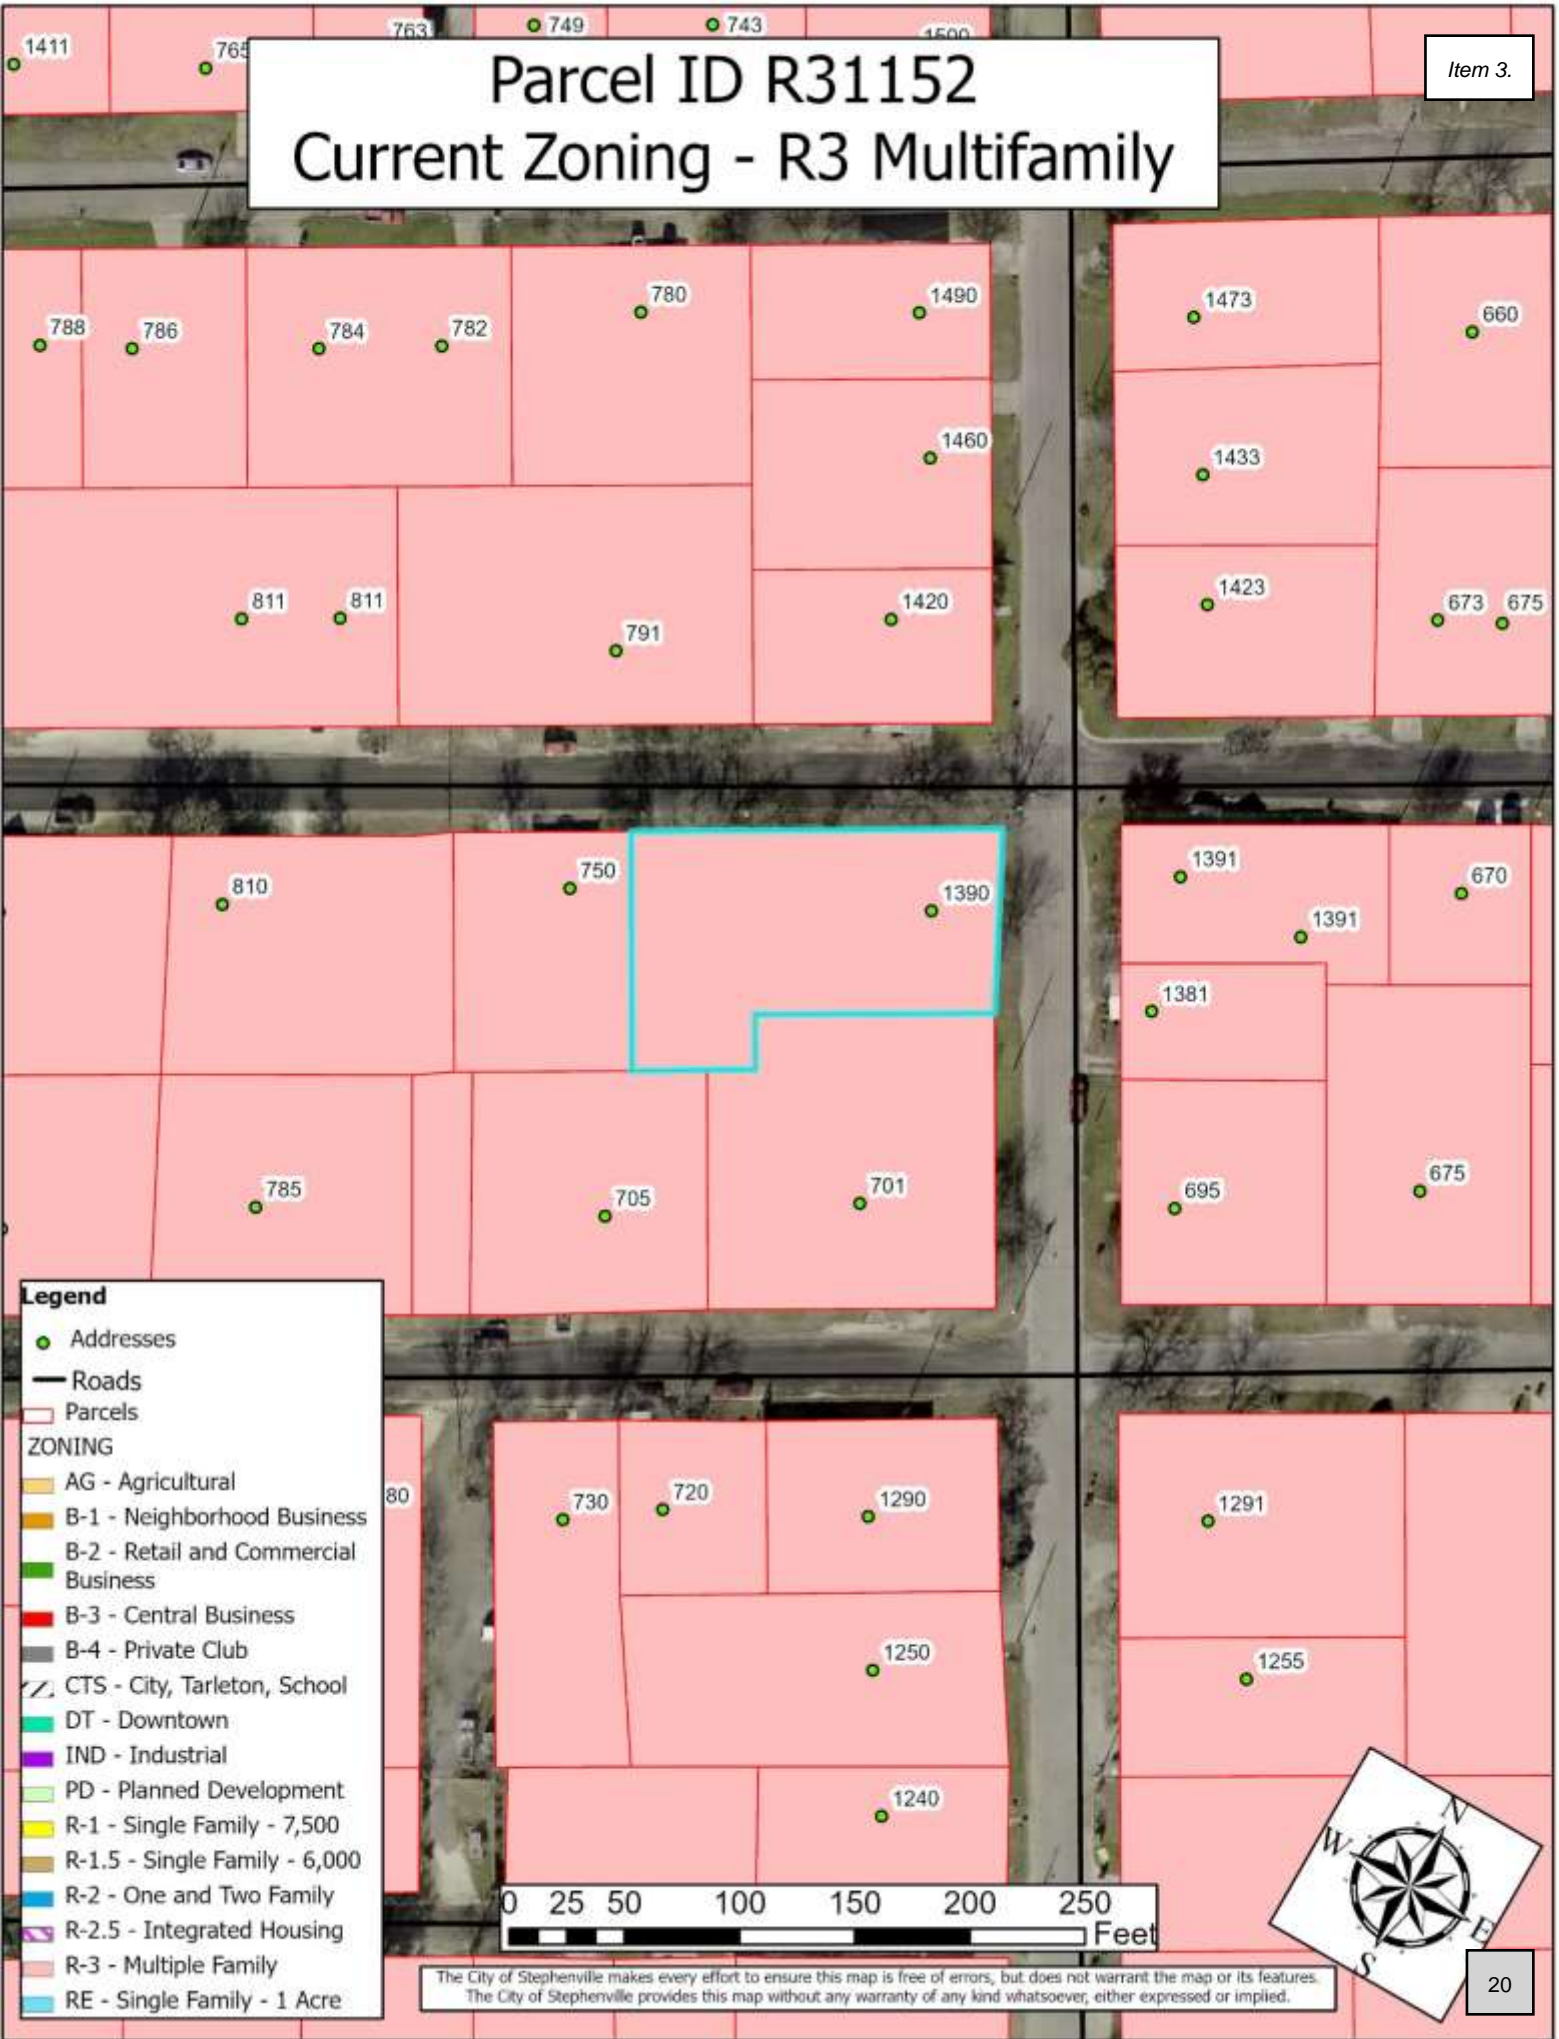 1411
765
763
749
743
1500
Parcel ID R31152
Current Zoning - R3 Multifamily
Item 3.
788
786
784
782
780
1490
1473
660
1460
1433
811
811
791
1420
1423
673
675
810
750
1390
1391
1391
670
1381
785
705
701
695
675
Legend
Addresses
Roads
Parcels
ZONING
AG - Agricultural
B-1 - Neighborhood Business
B-2 - Retail and Commercial
Business
B-3 - Central Business
B-4 - Private Club
CTS - City, Tarleton, School
DT - Downtown
IND - Industrial
PD - Planned Development
R-1 - Single Family - 7,500
R-1.5 - Single Family - 6,000
R-2 - One and Two Family
R-2.5 - Integrated Housing
R-3 - Multiple Family
RE - Single Family - 1 Acre
80
730
720
1290
1291
1250
1255
1240
0 25 50 100 150 200 250
Feet
N
W
E
S
The City of Stephenville makes every effort to ensure this map is free of errors, but does not warrant the map or its features.
The City of Stephenville provides this map without any warranty of any kind whatsoever, either expressed or implied.
20